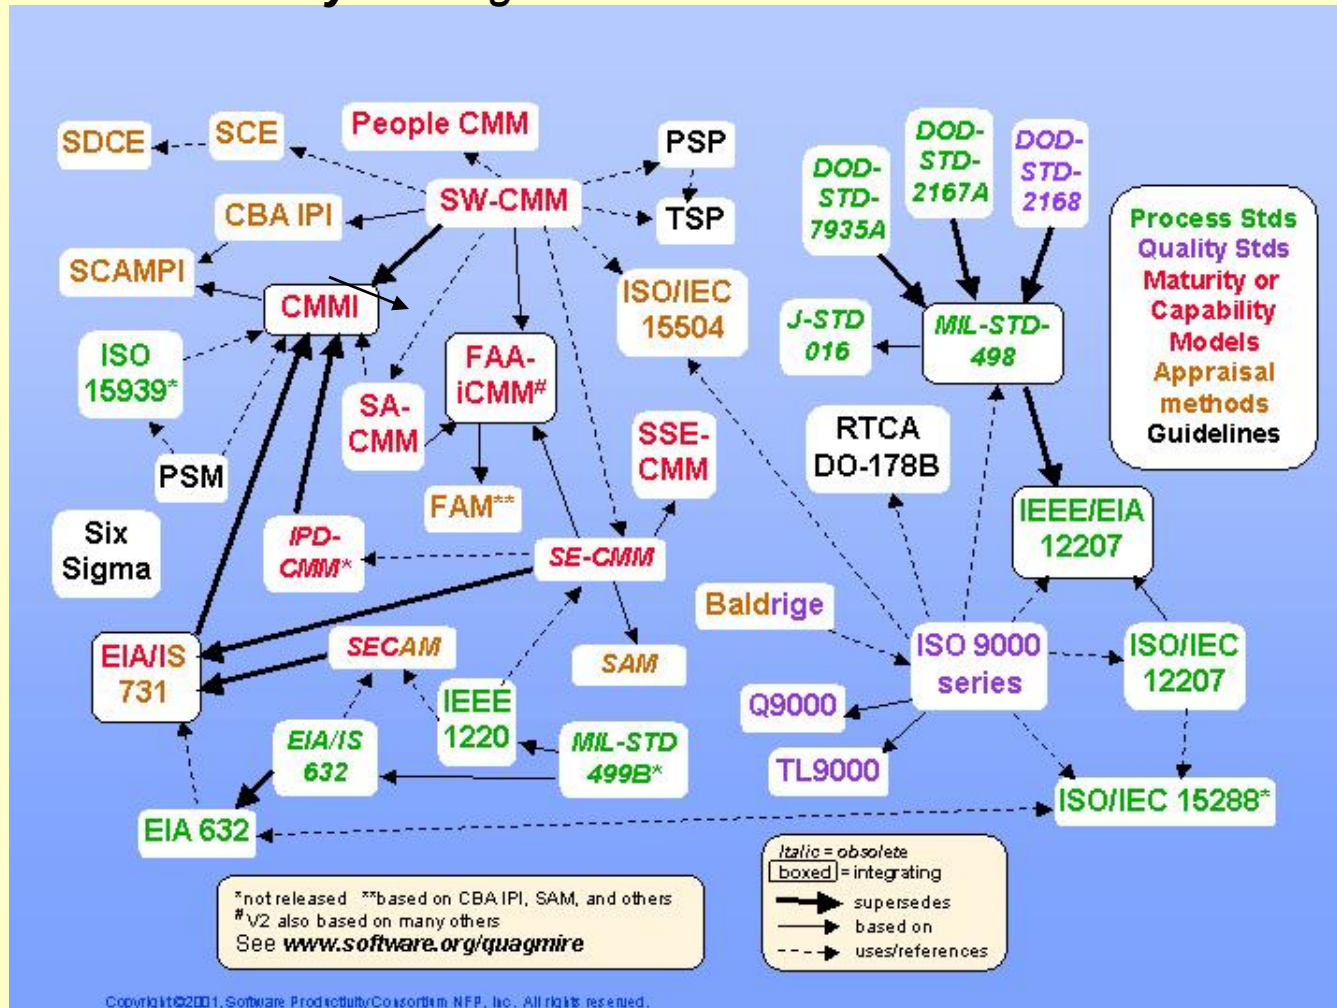 People CMM
SCE
SDCE
PSP
DOD-
STD-
2167A
DOD-
STD-
2168
DOD-
STD-
7935A
SW-CMM
CBA IPI
TSP
SCAMPI
CMMI
ISO/IEC
15504
J-STD
016
MIL-STD-
498
Process Stds
Quality Stds
Maturity or
Capability
Models
Appraisal
methods
Guidelines
ISO
15939*
FAA-
iCMM#
SA-
CMM
SSE-
CMM
RTCA
DO-178B
PSM
FAM**
IEEE/EIA
12207
Six
Sigma
IPD-
CMM*
SE-CMM
Baldrige
EIA/IS
731
SECAM
SAM
ISO 9000
series
ISO/IEC
12207
IEEE
1220
Q9000
EIA/IS
632
MIL-STD
499B*
TL9000
EIA 632
ISO/IEC 15288*
*not released **based on CBA IPI, SAM, and others
#V2 also based on many others
See www.software.org/quagmire
Italic = obsolete
boxed = integrating
supersedes
based on
uses/references
Copyright ©2001, Software Productivity Consortium NFP, Inc. All rights reserved.